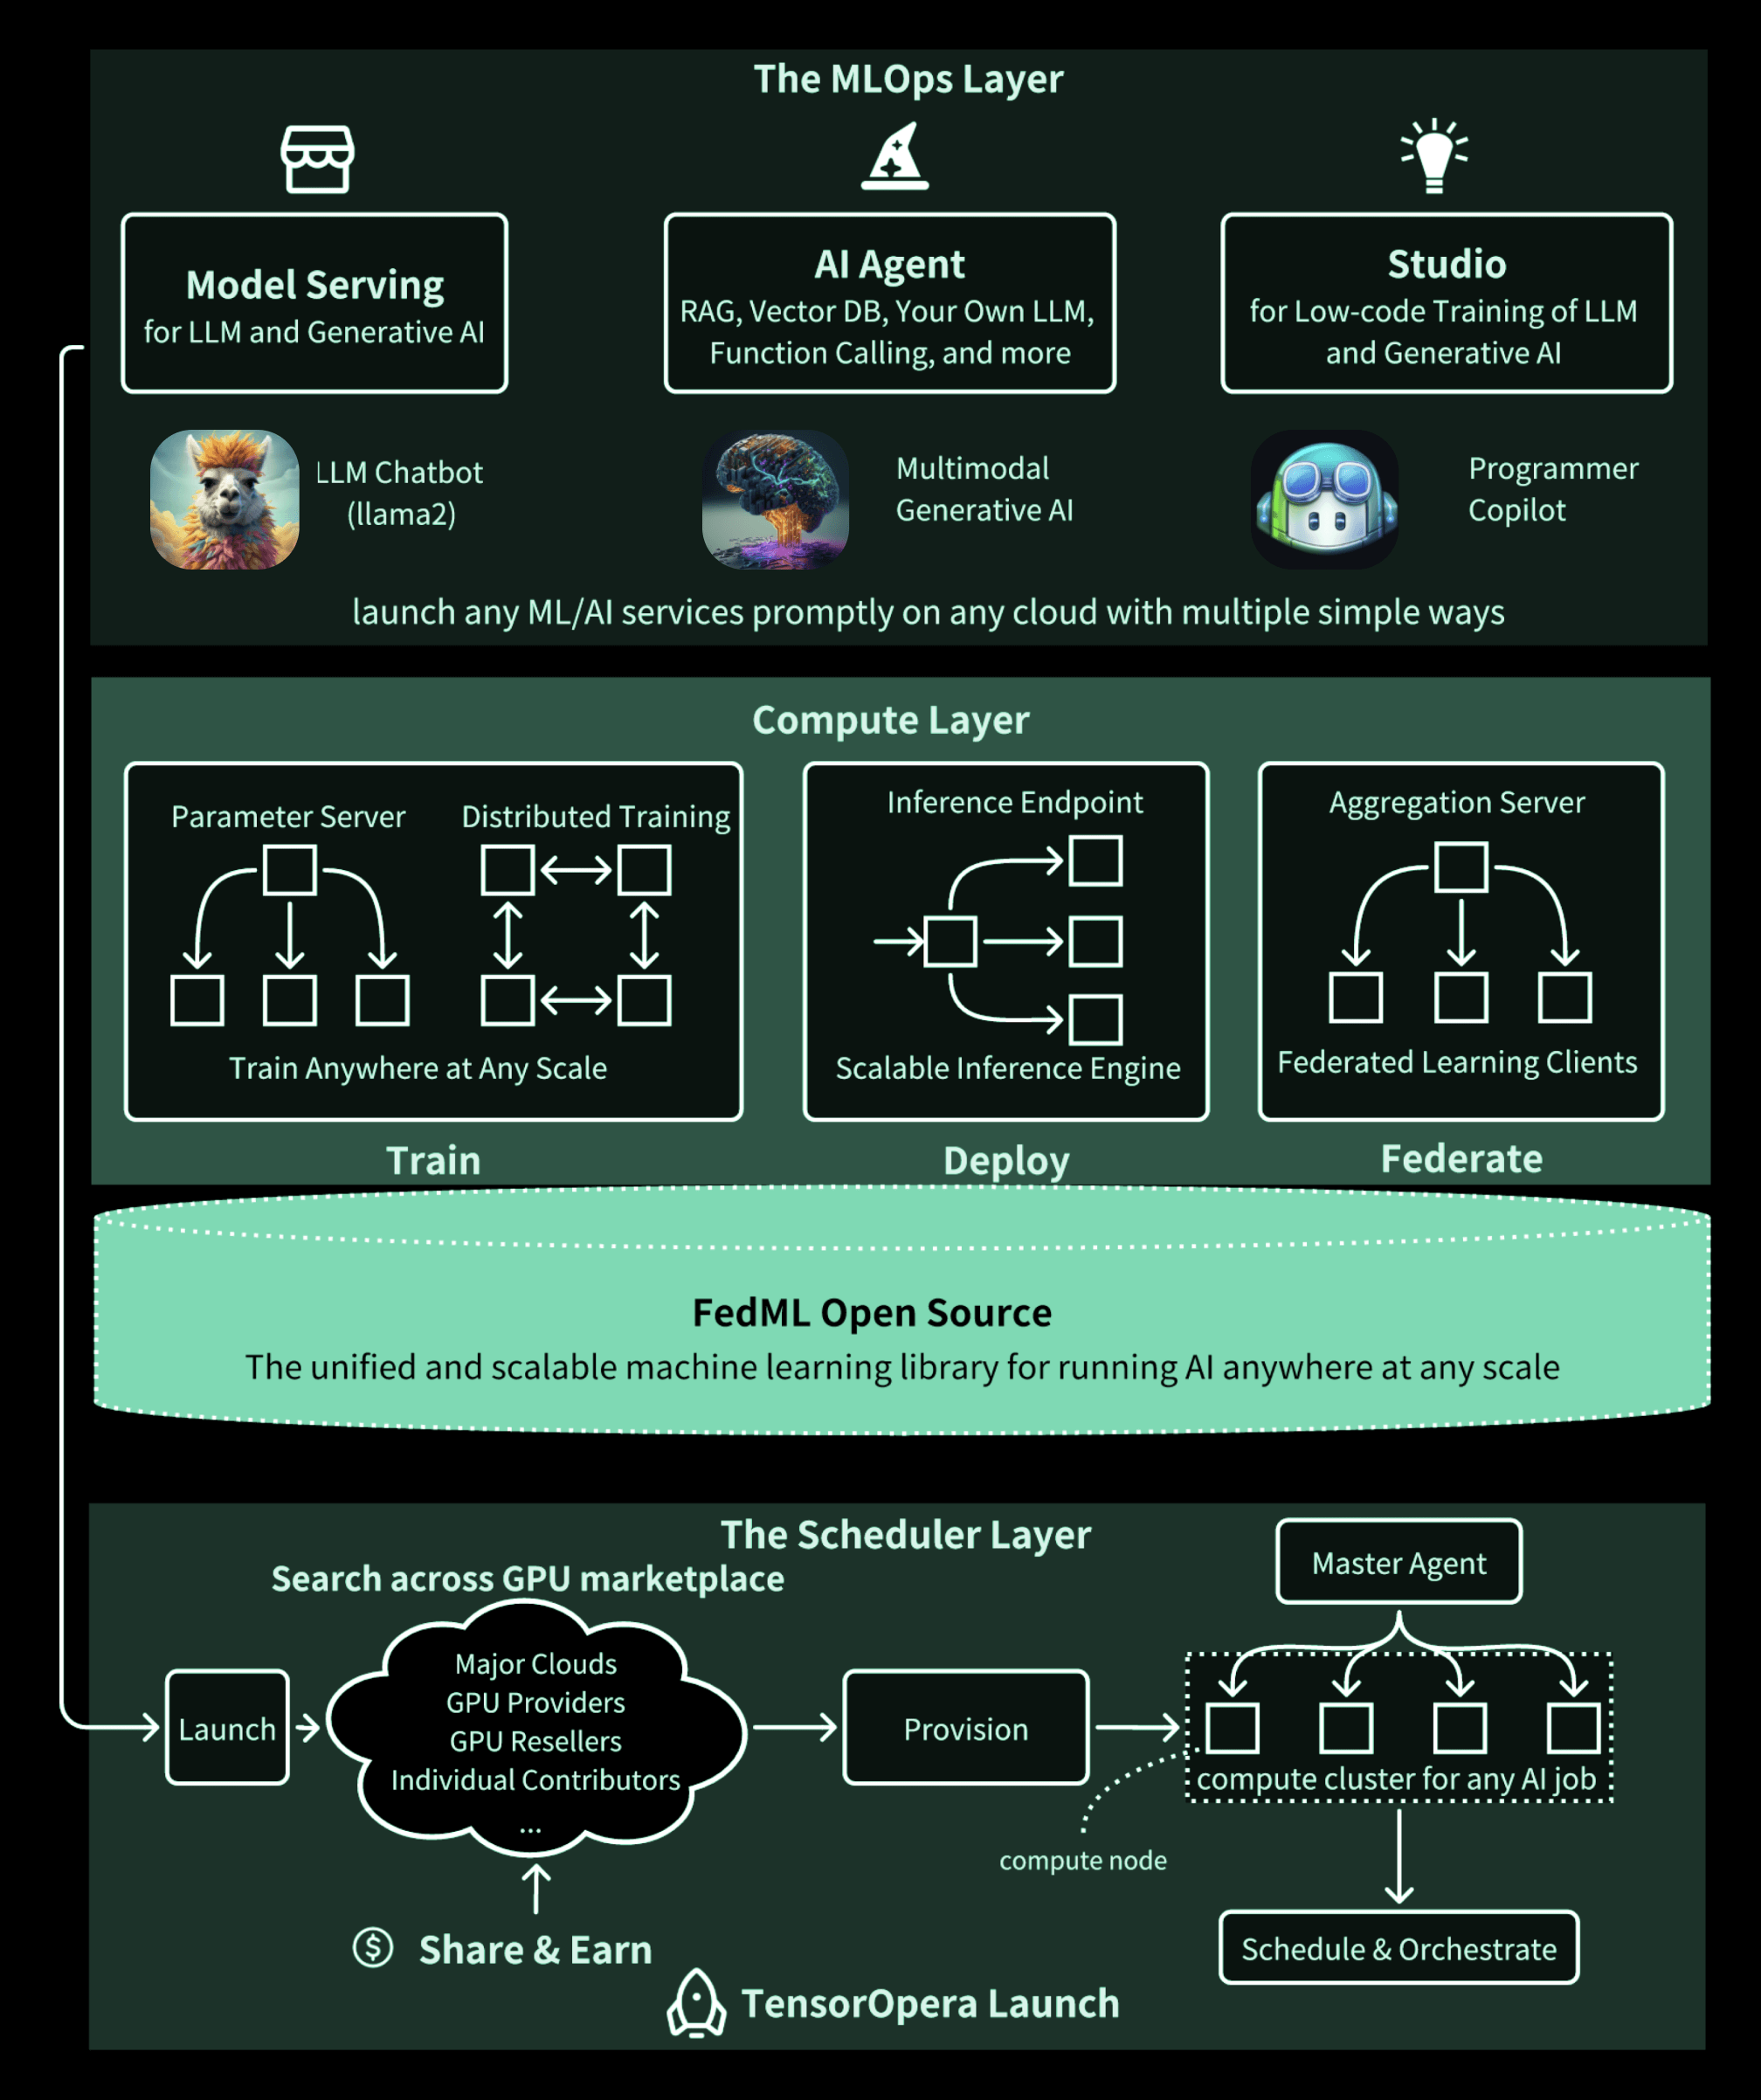 The MLOps Layer
Model Serving
for LLM and Generative AI
AI Agent
RAG, Vector DB, Your Own LLM,
Function Calling, and more
Studio
for Low-code Training of LLM
and Generative AI
LLM Chatbot
(llama2)
Multimodal
Generative AI
Programmer
Copilot
launch any ML/AI services promptly on any cloud with multiple simple ways
Compute Layer
Parameter Server
Distributed Training
Train Anywhere at Any Scale
Train
Inference Endpoint
Scalable Inference Engine
Deploy
Aggregation Server
Federated Learning Clients
Federate
FedML Open Source
The unified and scalable machine learning library for running AI anywhere at any scale
The Scheduler Layer
Search across GPU marketplace
Launch
Major Clouds
GPU Providers
GPU Resellers
Individual Contributors
...
$ Share & Earn
Provision
Master Agent
compute cluster for any AI job
compute node
Schedule & Orchestrate
TensorOpera Launch